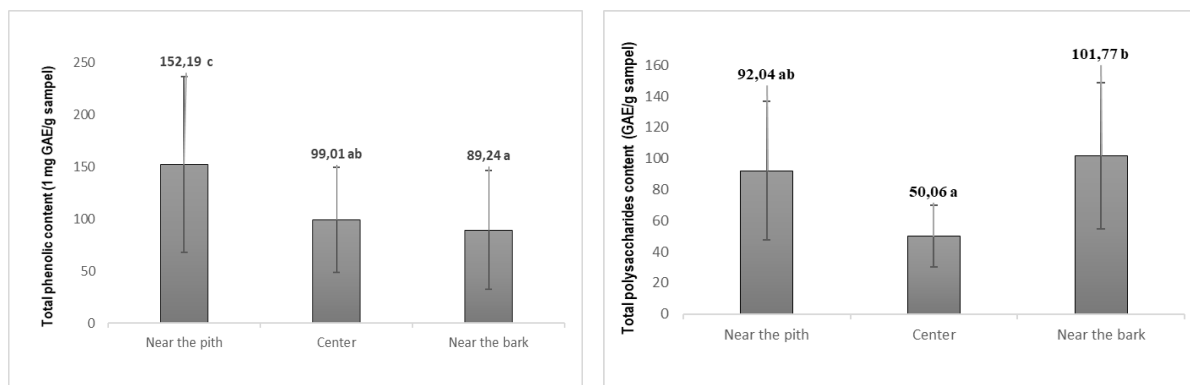 Total phenolic content (1 mg GAE/g sampel)
250
200
150
100
50
0
152,19 c
99,01 ab
89,24 a
Near the pith
Center
Near the bark
Total polysaccharides content (GAE/g sampel)
160
140
120
100
80
60
40
20
0
92,04 ab
50,06 a
101,77 b
Near the pith
Center
Near the bark